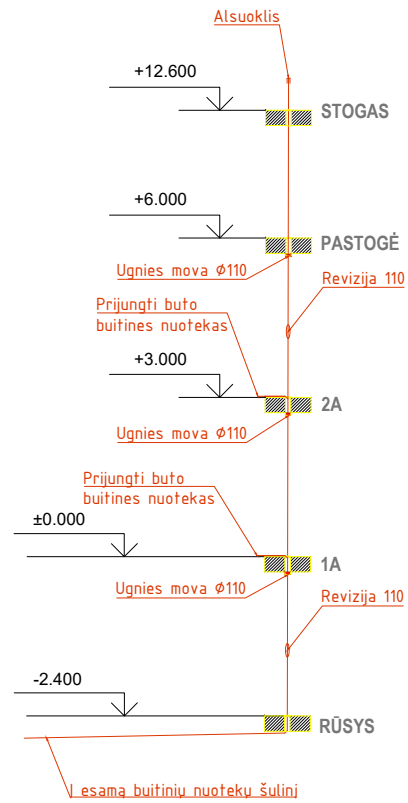 Alsuoklis
+12.600
STOGAS
+6.000
PASTOGĖ
Ugnies mova Ø110
Revizija 110
Prijungti buto
buitines nuotekas
+3.000
2A
Ugnies mova Ø110
Prijungti buto
buitines nuotekas
±0.000
1A
Ugnies mova Ø110
Revizija 110
-2.400
RŪSYS
Į esamą buitinių nuotekų šulinį